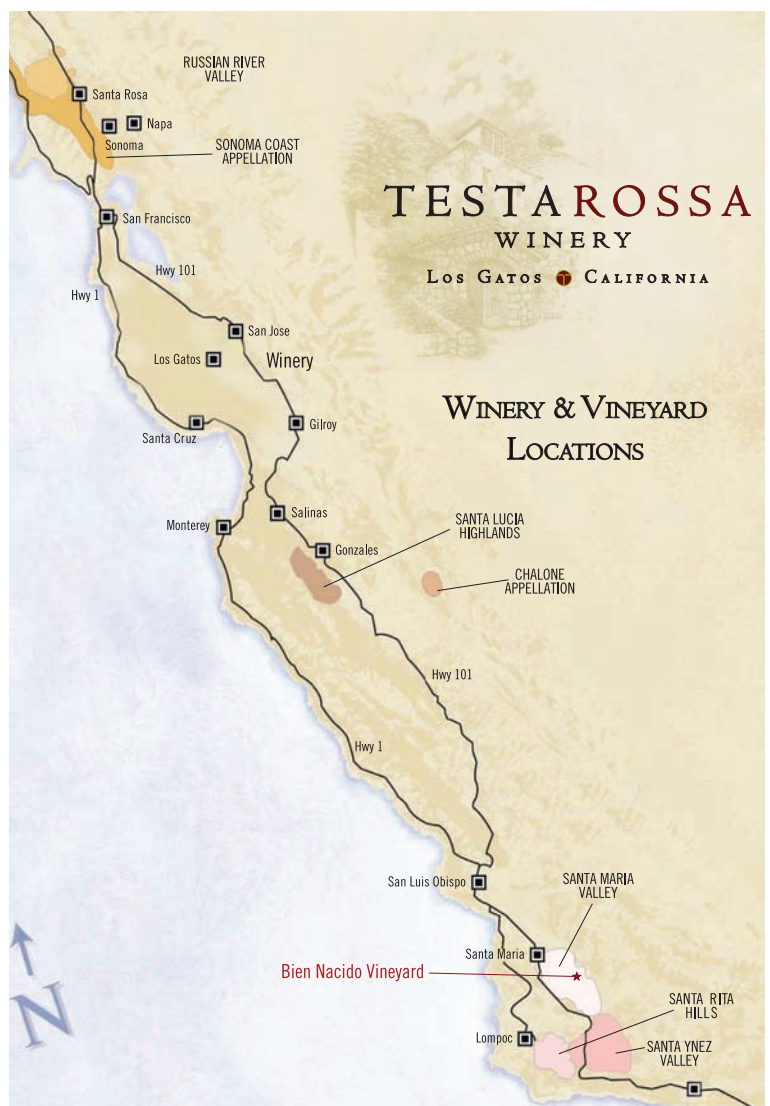 RUSSIAN RIVER
VALLEY
Santa Rosa
Napa
Sonoma
SONOMA COAST
APPELLATION
TESTAROSSA
WINERY
LOS GATOS CALIFORNIA
San Francisco
Hwy 101
Hwy 1
San Jose
Los Gatos
Winery
WINERY & VINEYARD
LOCATIONS
Santa Cruz
Gilroy
Monterey
Salinas
SANTA LUCIA
HIGHLANDS
Gonzales
CHALONE
APPELLATION
Hwy 101
Hwy 1
San Luis Obispo
SANTA MARIA
VALLEY
Santa Maria
Bien Nacido Vineyard
SANTA RITA
HILLS
Lompoc
SANTA YNEZ
VALLEY
N